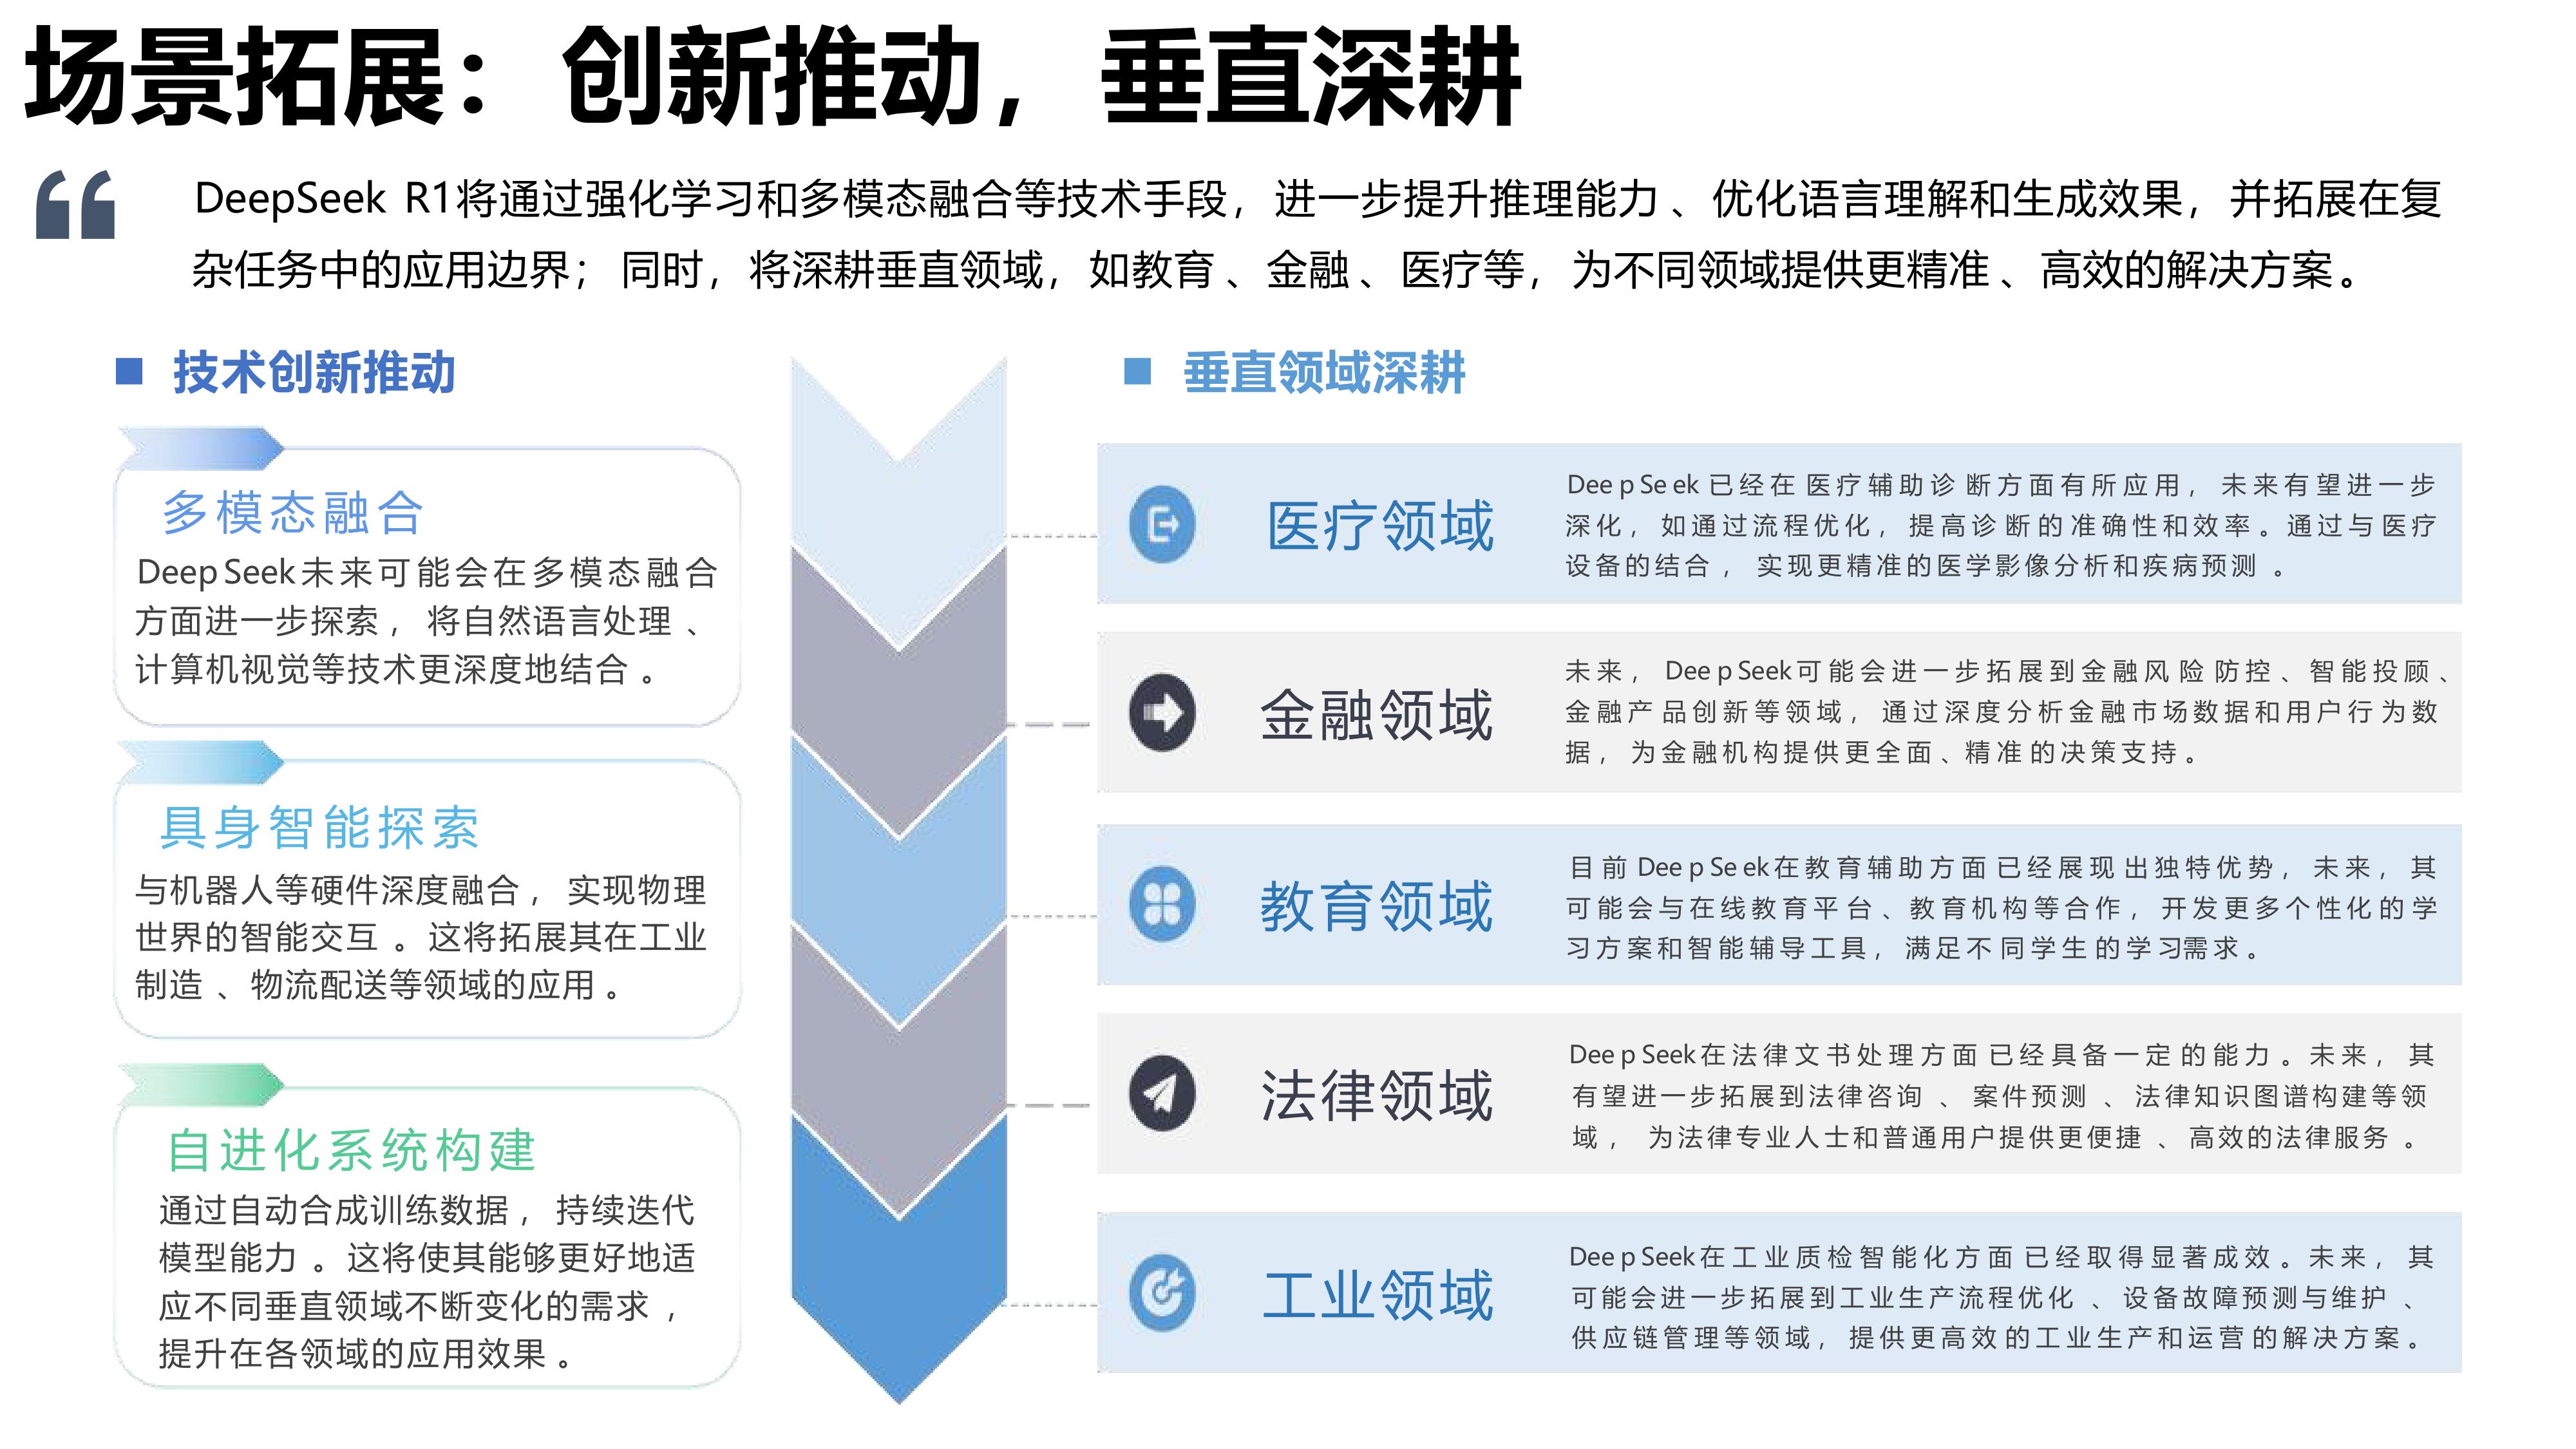 场景拓展：创新推动，垂直深耕
DeepSeek R1将通过强化学习和多模态融合等技术手段，进一步提升推理能力、优化语言理解和生成效果，并拓展在复
杂任务中的应用边界；同时，将深耕垂直领域，如教育、金融、医疗等，为不同领域提供更精准、高效的解决方案。
技术创新推动
多模态融合
DeepSeek未来可能会在多模态融合
方面进一步探索，将自然语言处理、
计算机视觉等技术更深度地结合。
具身智能探索
与机器人等硬件深度融合，实现物理
世界的智能交互。这将拓展其在工业
制造、物流配送等领域的应用。
自进化系统构建
通过自动合成训练数据，持续迭代
模型能力。这将使其能够更好地适
应不同垂直领域不断变化的需求，
提升在各领域的应用效果。
垂直领域深耕
医疗领域
DeepSeek已经在医疗辅助诊断方面有所应用，未来有望进一步
深化，如通过流程优化，提高诊断的准确性和效率。通过与医疗
设备的结合，实现更精准的医学影像分析和疾病预测。
金融领域
未来，DeepSeek可能会进一步拓展到金融风险防控、智能投顾、
金融产品创新等领域，通过深度分析金融市场数据和用户行为数
据，为金融机构提供更全面、精准的决策支持。
教育领域
目前DeepSeek在教育辅助方面已经展现出独特优势，未来，其
可能会与在线教育平台、教育机构等合作，开发更多个性化的学
习方案和智能辅导工具，满足不同学生的学习需求。
法律领域
DeepSeek在法律文书处理方面已经具备一定的能力。未来，其
有望进一步拓展到法律咨询、案件预测、法律知识图谱构建等领
域，为法律专业人士和普通用户提供更便捷、高效的法律服务。
工业领域
DeepSeek在工业质检智能化方面已经取得显著成效。未来，其
可能会进一步拓展到工业生产流程优化、设备故障预测与维护、
供应链管理等领域，提供更高效的工业生产和运营的解决方案。